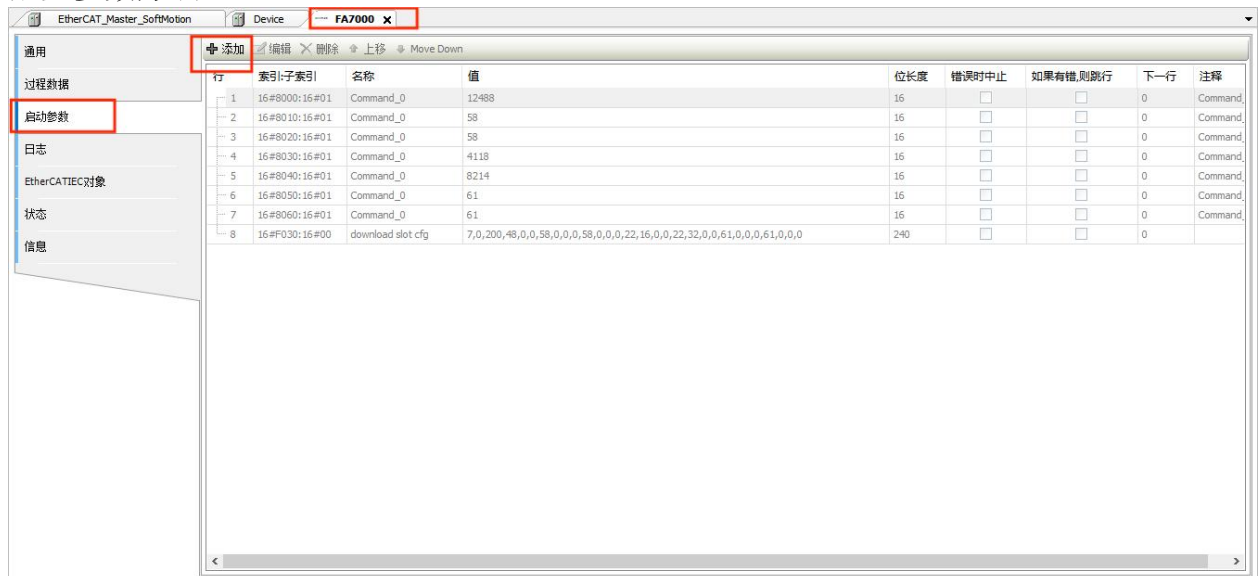 EtherCAT_Master_SoftMotion Device FA7000 x
通用
过程数据
启动参数
日志
EtherCATIEC对象
状态
信息
添加 编辑 删除 上移 Move Down
行 索引:子索引 名称 值 位长度 错误时中止 如果有错,则跳行 下一行 注释
1 16#8000:16#01 Command_0 12488 16 0 Command_
2 16#8010:16#01 Command_0 58 16 0 Command_
3 16#8020:16#01 Command_0 58 16 0 Command_
4 16#8030:16#01 Command_0 4118 16 0 Command_
5 16#8040:16#01 Command_0 8214 16 0 Command_
6 16#8050:16#01 Command_0 61 16 0 Command_
7 16#8060:16#01 Command_0 61 16 0 Command_
8 16#F030:16#00 download slot cfg 7,0,200,48,0,0,58,0,0,0,58,0,0,0,22,16,0,0,22,32,0,0,61,0,0,0,61,0,0,0 240 0